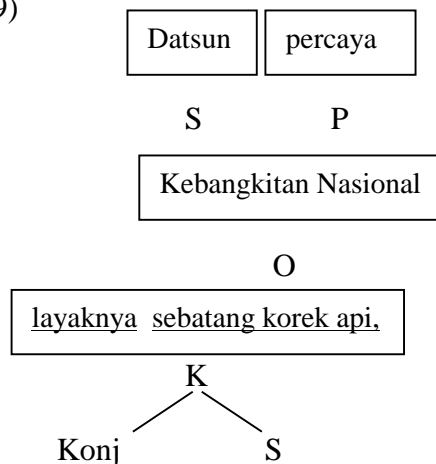 9)
Datsun percaya
S P
Kebangkitan Nasional
O
layaknya sebatang korek api,
K
Konj S